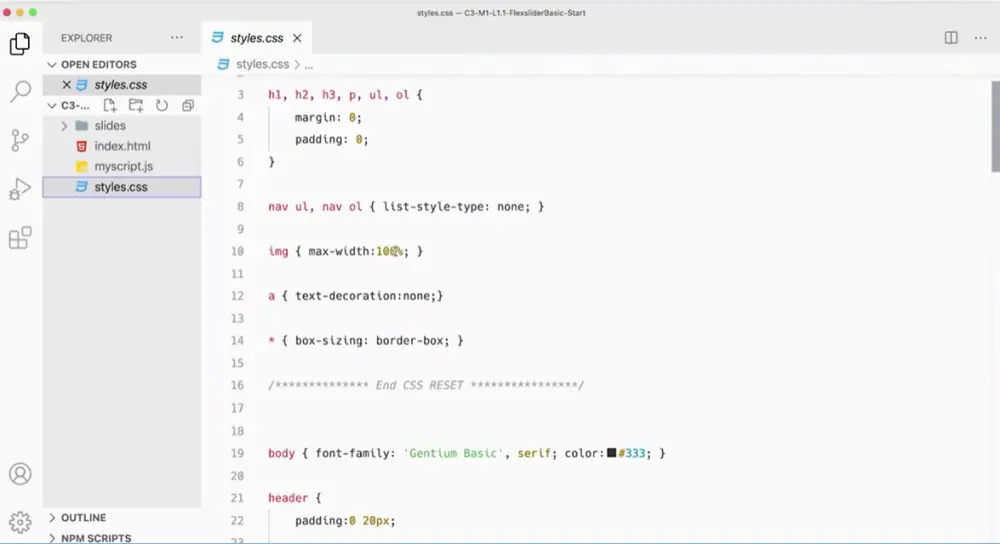 styles.css — C3-M1-L1.1-FlexsliderBasic-Start
EXPLORER ...
styles.css ×
OPEN EDITORS
styles.css > ...
× styles.css
C3-...
slides
index.html
myscript.js
styles.css
3 h1, h2, h3, p, ul, ol {
4 margin: 0;
5 padding: 0;
6 }
7
8 nav ul, nav ol { list-style-type: none; }
9
10 img { max-width:100%; }
11
12 a { text-decoration:none;}
13
14 * { box-sizing: border-box; }
15
16 /************** End CSS RESET ****************/
17
18
19 body { font-family: 'Gentium Basic', serif; color:#333; }
20
21 header {
22 padding:0 20px;
23
OUTLINE
NPM SCRIPTS